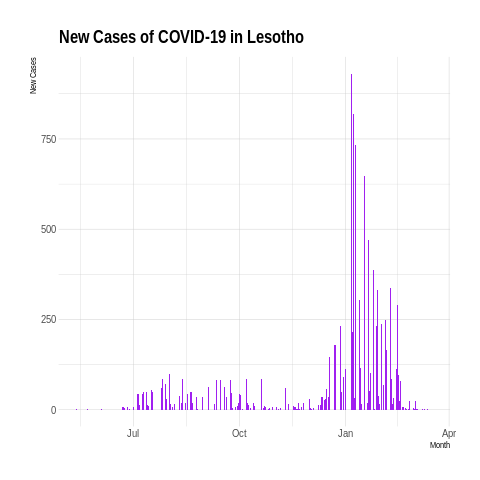 New Cases of COVID-19 in Lesotho
New Cases
750
500
250
0
Jul
Oct
Jan
Apr
Month